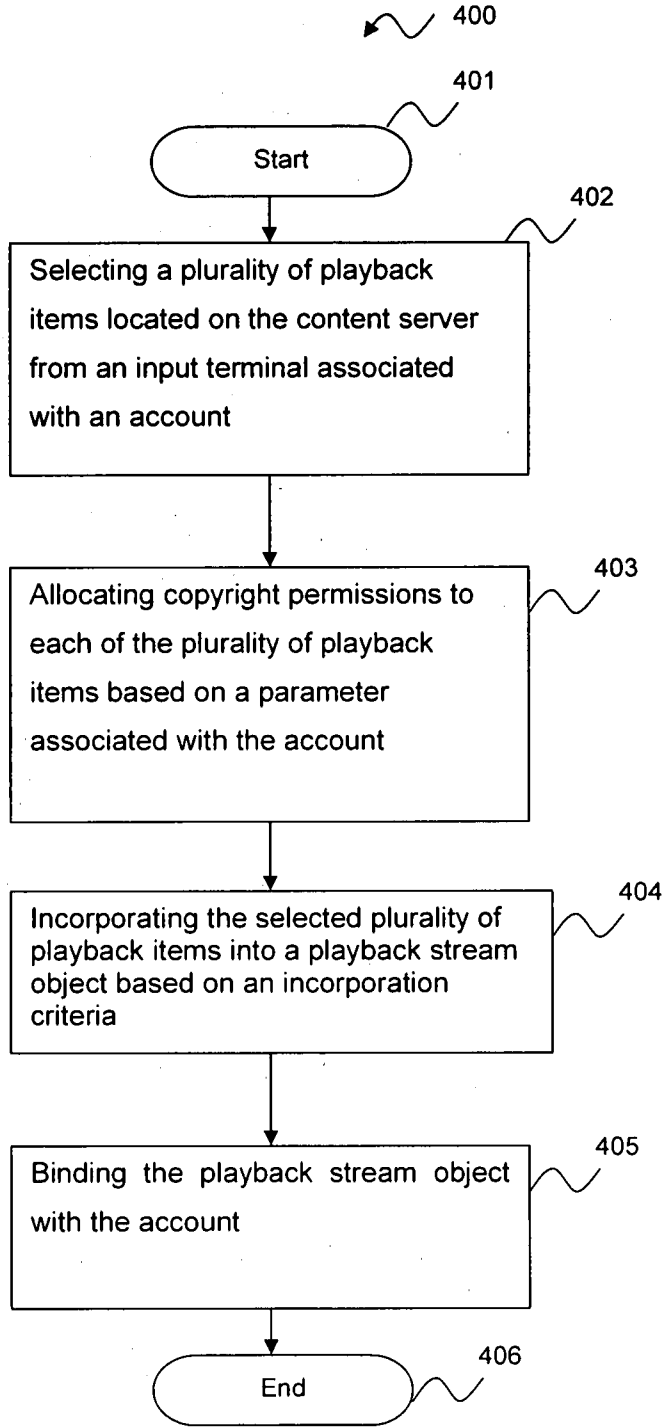 400
401
Start
402
Selecting a plurality of playback
items located on the content server
from an input terminal associated
with an account
403
Allocating copyright permissions to
each of the plurality of playback
items based on a parameter
associated with the account
404
Incorporating the selected plurality of
playback items into a playback stream
object based on an incorporation
criteria
405
Binding the playback stream object
with the account
406
End